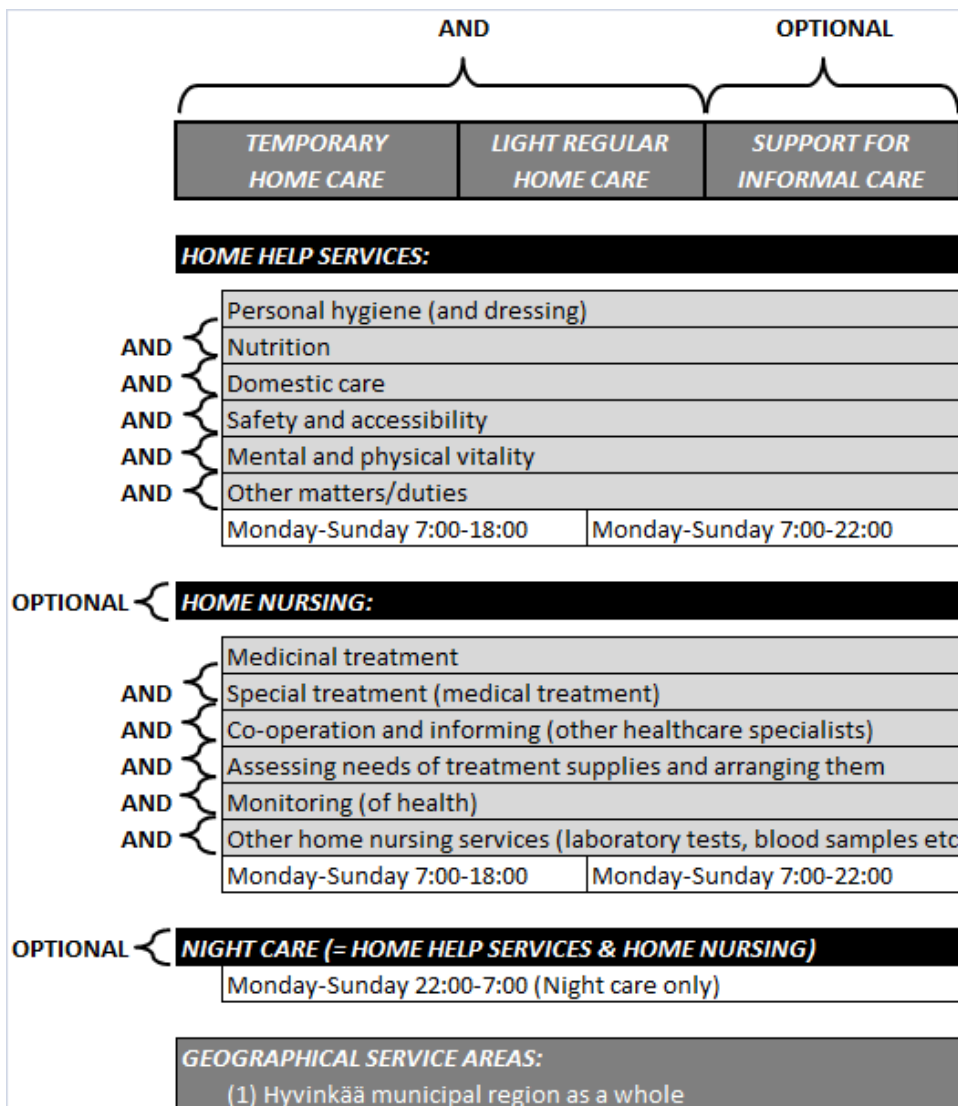 AND OPTIONAL
TEMPORARY HOME CARE
LIGHT REGULAR HOME CARE
SUPPORT FOR INFORMAL CARE
HOME HELP SERVICES:
Personal hygiene (and dressing)
AND Nutrition
AND Domestic care
AND Safety and accessibility
AND Mental and physical vitality
AND Other matters/duties
Monday-Sunday 7:00-18:00 Monday-Sunday 7:00-22:00
OPTIONAL HOME NURSING:
Medicinal treatment
AND Special treatment (medical treatment)
AND Co-operation and informing (other healthcare specialists)
AND Assessing needs of treatment supplies and arranging them
AND Monitoring (of health)
AND Other home nursing services (laboratory tests, blood samples etc
Monday-Sunday 7:00-18:00 Monday-Sunday 7:00-22:00
OPTIONAL NIGHT CARE (= HOME HELP SERVICES & HOME NURSING)
Monday-Sunday 22:00-7:00 (Night care only)
GEOGRAPHICAL SERVICE AREAS:
(1) Hyvinkää municipal region as a whole